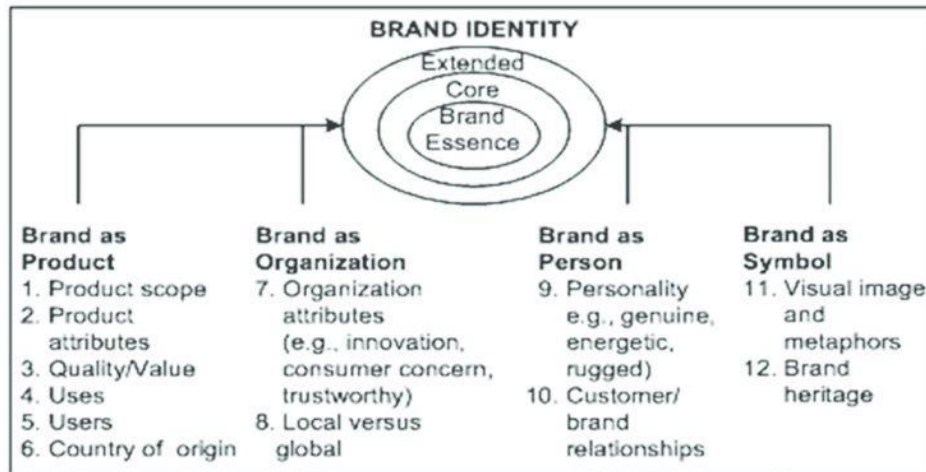 BRAND IDENTITY
Extended
Core
Brand
Essence
Brand as
Product
1. Product scope
2. Product
attributes
3. Quality/Value
4. Uses
5. Users
6. Country of origin
Brand as
Organization
7. Organization
attributes
(e.g., innovation,
consumer concern,
trustworthy)
8. Local versus
global
Brand as
Person
9. Personality
e.g., genuine,
energetic,
rugged)
10. Customer/
brand
relationships
Brand as
Symbol
11. Visual image
and
metaphors
12. Brand
heritage